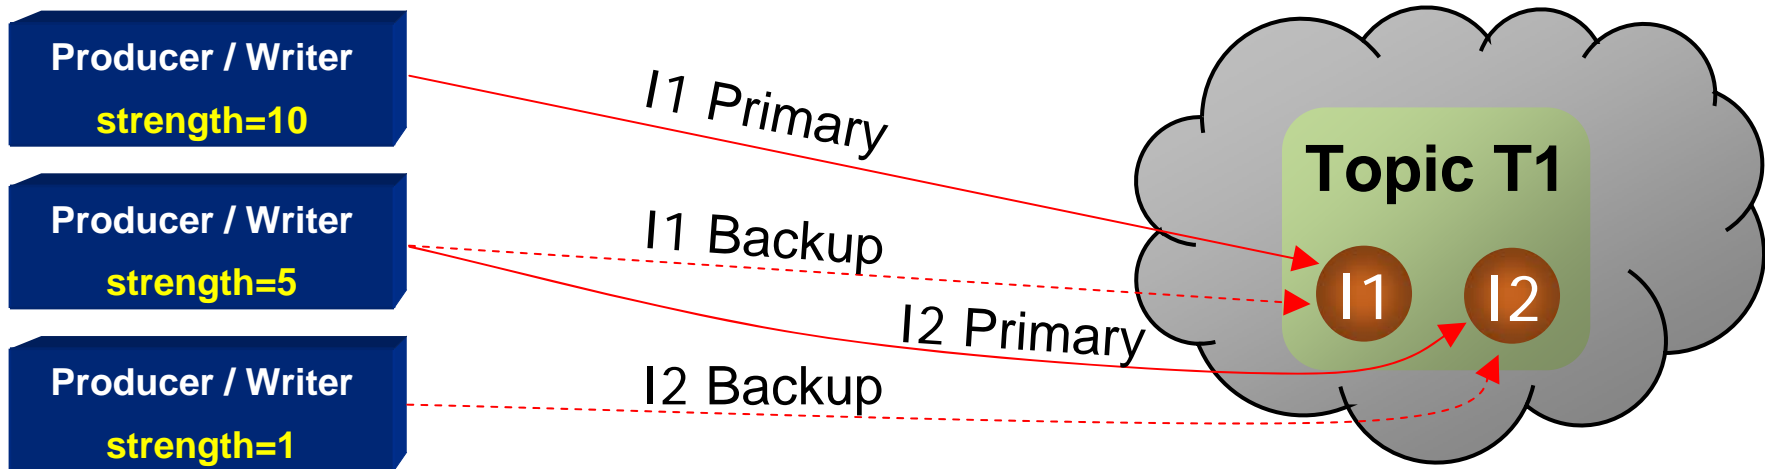 Producer / Writer
strength=10
I1 Primary
Producer / Writer
strength=5
I1 Backup
I2 Primary
Producer / Writer
strength=1
I2 Backup
Topic T1
I1
I2